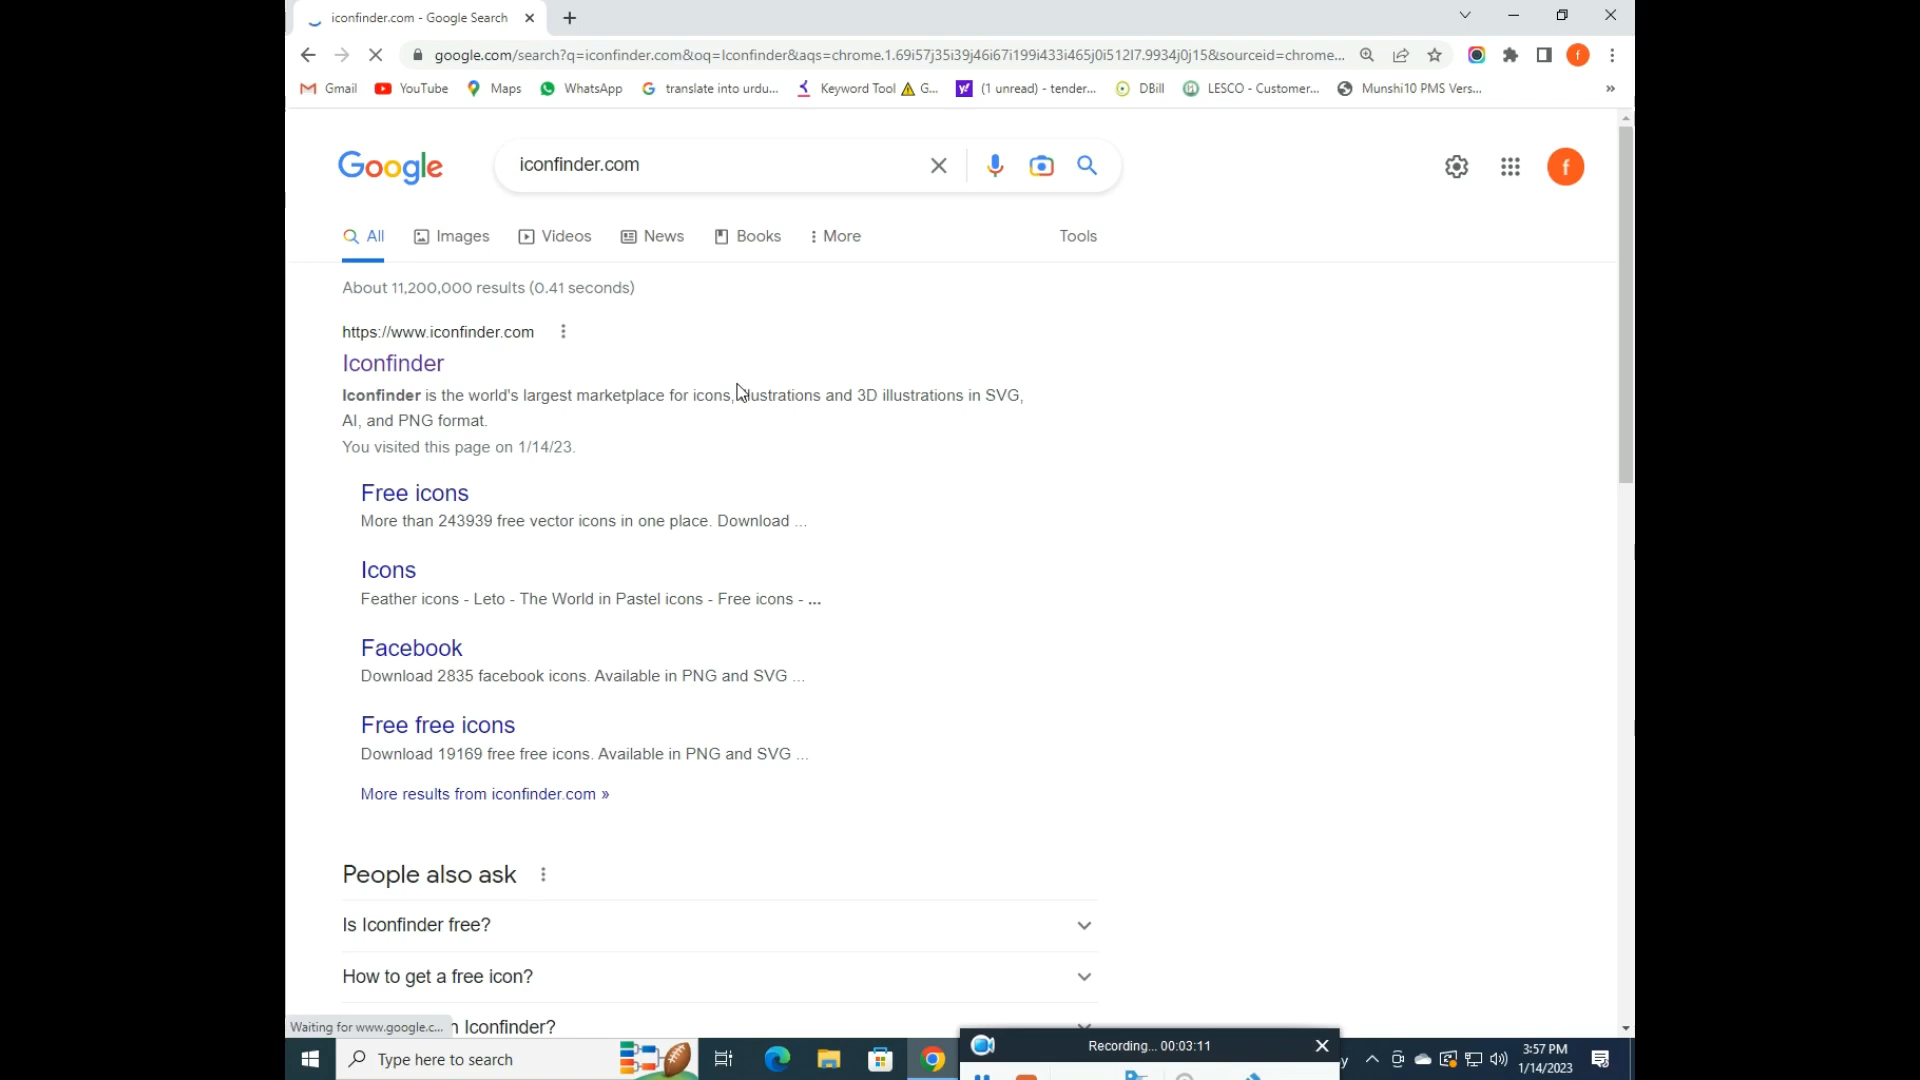 iconfinder.com - Google Search
google.com/search?q=iconfinder.com&oq=Iconfinder&aqs=chrome.1.69i57j35i39j46i67i199i433i465j0i512l7.9934j0j15&sourceid=chrome...
Gmail YouTube Maps WhatsApp translate into urdu... Keyword Tool G... (1 unread) - tender... DBill LESCO - Customer... Munshi10 PMS Vers... »
Google iconfinder.com f
All Images Videos News Books More Tools
About 11,200,000 results (0.41 seconds)
https://www.iconfinder.com
Iconfinder
Iconfinder is the world's largest marketplace for icons, illustrations and 3D illustrations in SVG,
AI, and PNG format.
You visited this page on 1/14/23.
Free icons
More than 243939 free vector icons in one place. Download ...
Icons
Feather icons - Leto - The World in Pastel icons - Free icons - ...
Facebook
Download 2835 facebook icons. Available in PNG and SVG ...
Free free icons
Download 19169 free free icons. Available in PNG and SVG ...
More results from iconfinder.com »
People also ask
Is Iconfinder free?
How to get a free icon?
Iconfinder?
Waiting for www.google.c...
Type here to search
Recording... 00:03:11
3:57 PM
1/14/2023